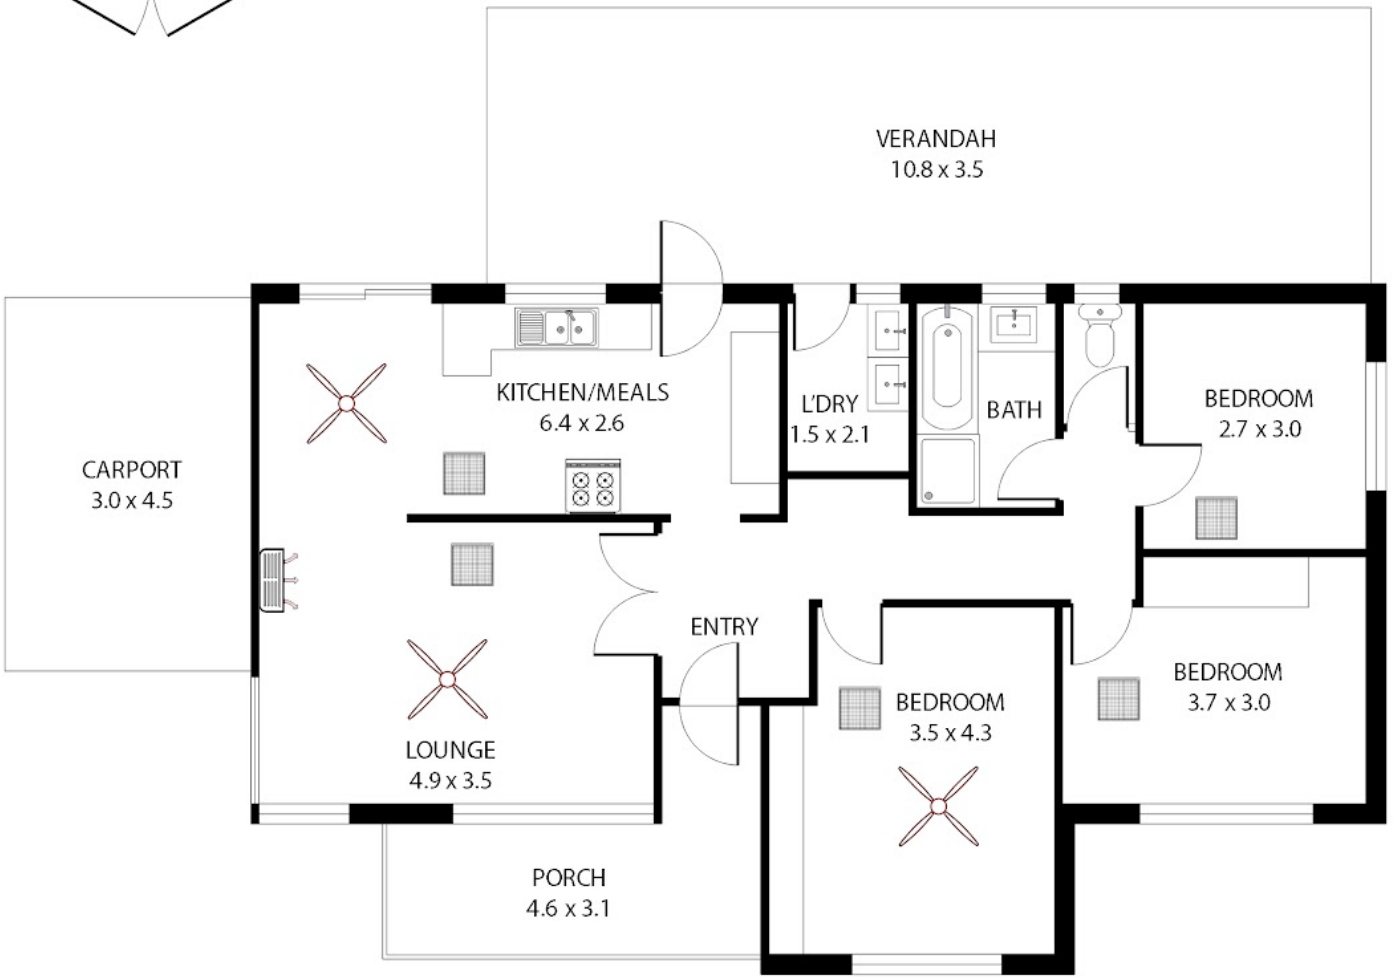 VERANDAH
10.8 x 3.5
KITCHEN/MEALS
6.4 x 2.6
L'DRY
1.5 x 2.1
BATH
BEDROOM
2.7 x 3.0
CARPORT
3.0 x 4.5
ENTRY
BEDROOM
3.7 x 3.0
BEDROOM
3.5 x 4.3
LOUNGE
4.9 x 3.5
PORCH
4.6 x 3.1